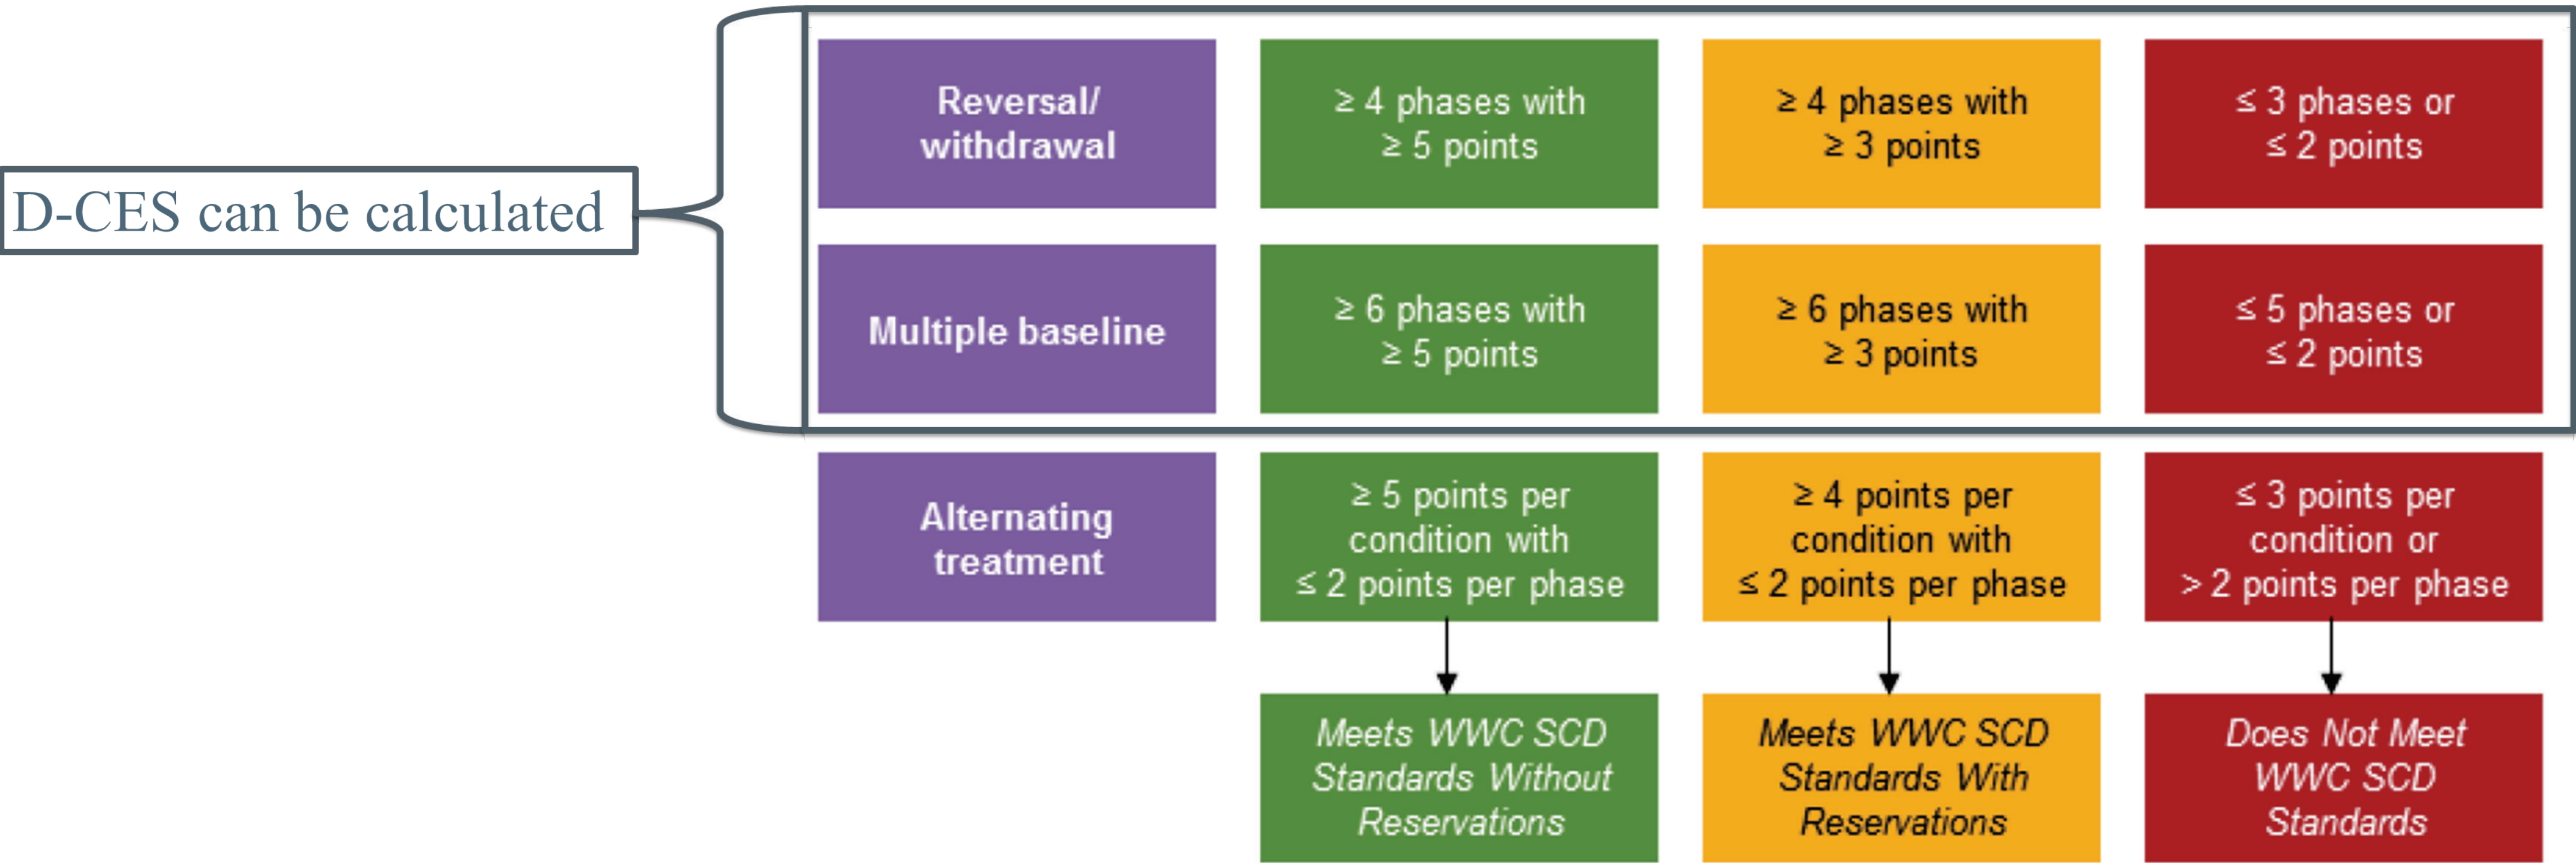 D-CES can be calculated
Reversal/
withdrawal
≥ 4 phases with
≥ 5 points
≥ 4 phases with
≥ 3 points
≤ 3 phases or
≤ 2 points
Multiple baseline
≥ 6 phases with
≥ 5 points
≥ 6 phases with
≥ 3 points
≤ 5 phases or
≤ 2 points
Alternating
treatment
≥ 5 points per
condition with
≤ 2 points per phase
≥ 4 points per
condition with
≤ 2 points per phase
≤ 3 points per
condition or
> 2 points per phase
Meets WWC SCD
Standards Without
Reservations
Meets WWC SCD
Standards With
Reservations
Does Not Meet
WWC SCD
Standards